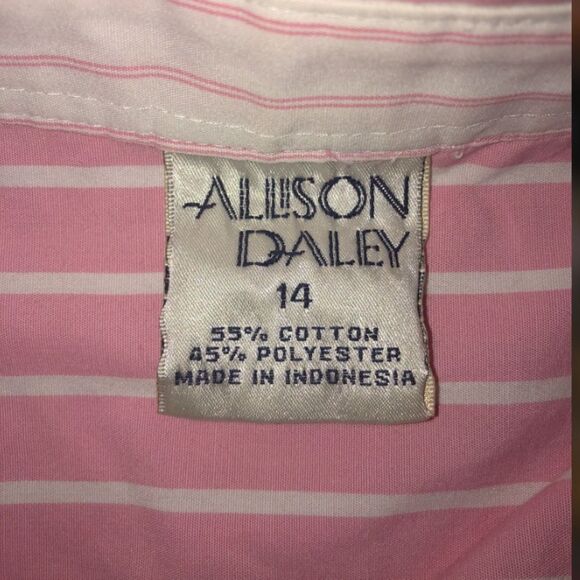 ALLISON
DALEY
14
55% COTTON
45% POLYESTER
MADE IN INDONESIA